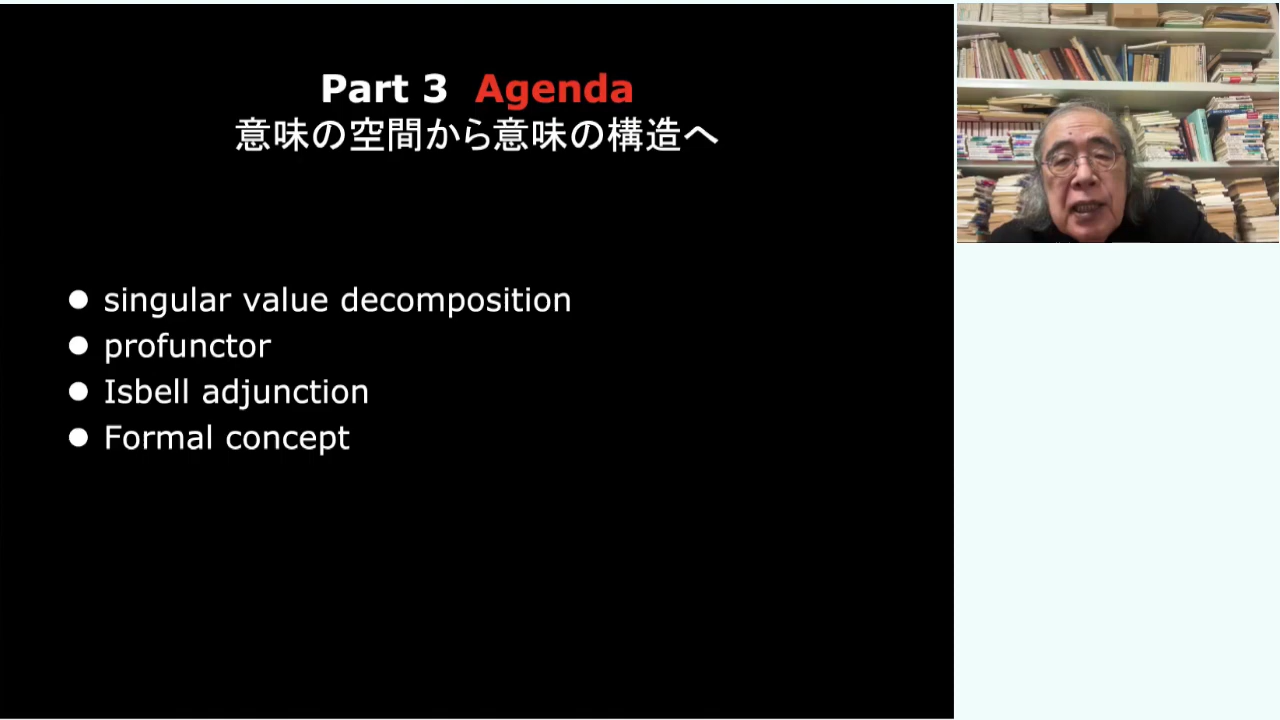 Part 3 Agenda
意味の空間から意味の構造へ
singular value decomposition
profunctor
Isbell adjunction
Formal concept